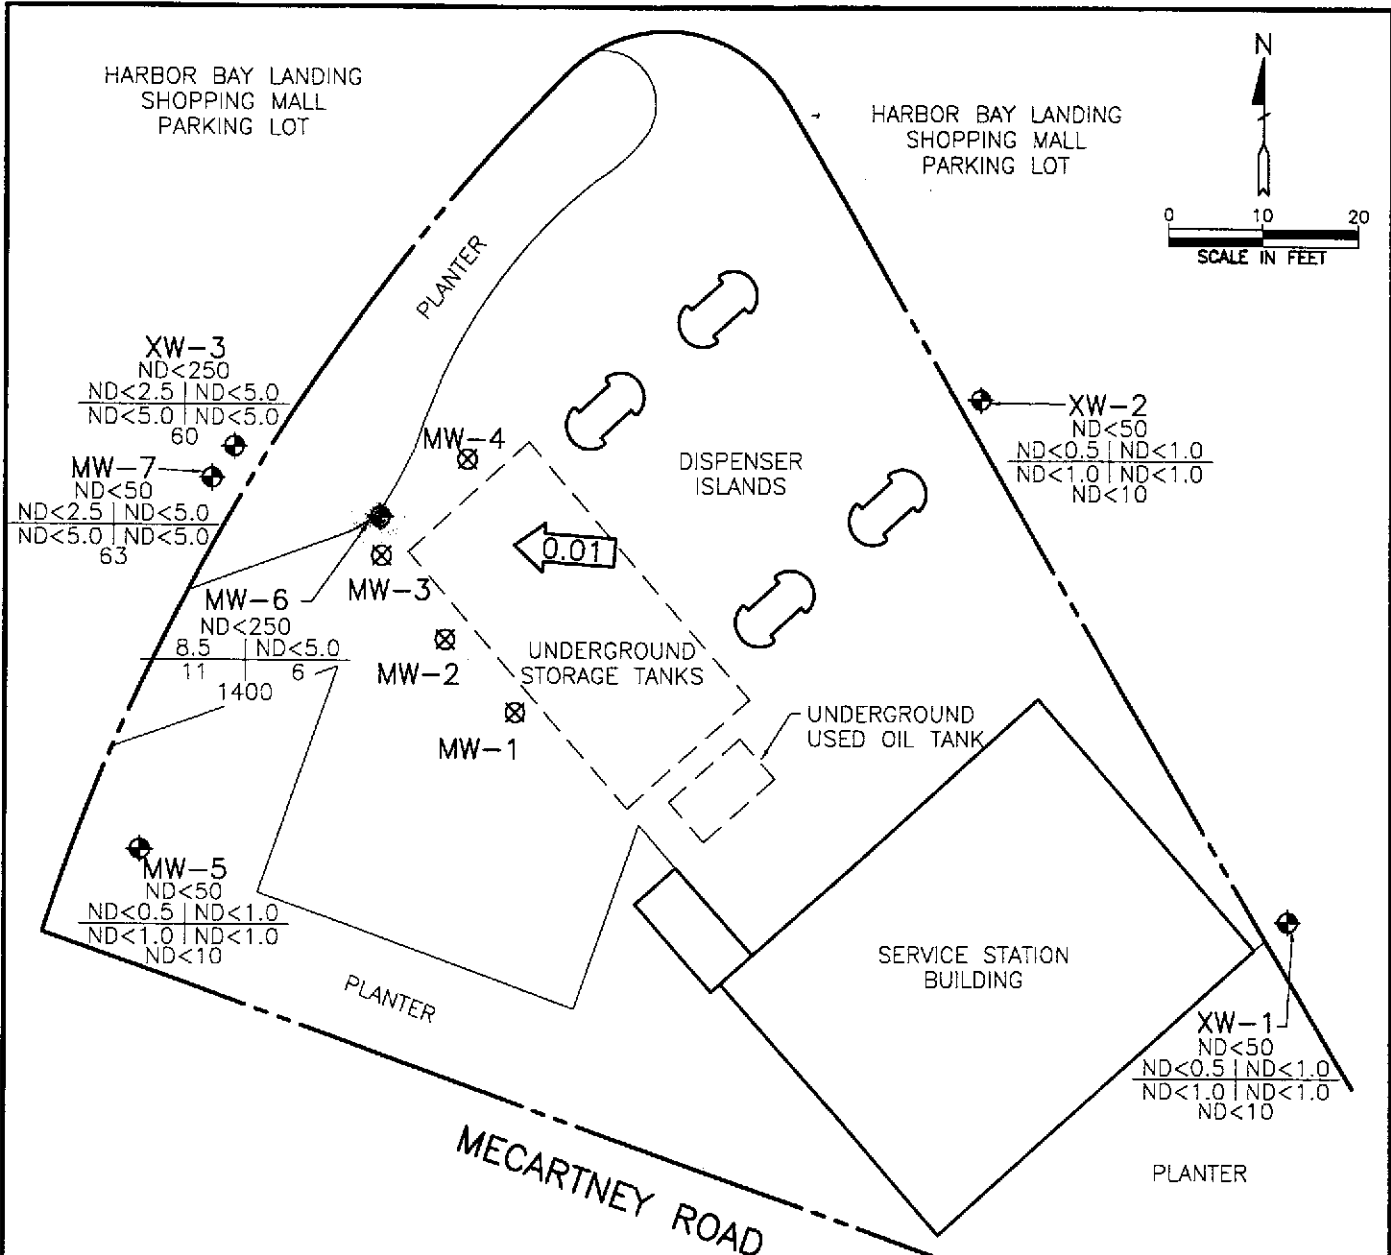 HARBOR BAY LANDING
SHOPPING MALL
PARKING LOT
HARBOR BAY LANDING
SHOPPING MALL
PARKING LOT
N
0 10 20
SCALE IN FEET
PLANTER
XW-3
ND<250
ND<2.5 | ND<5.0
ND<5.0 | ND<5.0
60
MW-7
ND<50
ND<2.5 | ND<5.0
ND<5.0 | ND<5.0
63
MW-4
DISPENSER
ISLANDS
XW-2
ND<50
ND<0.5 | ND<1.0
ND<1.0 | ND<1.0
ND<10
0.01
MW-3
MW-6
ND<250
8.5 | ND<5.0
11 | 6
1400
MW-2
UNDERGROUND
STORAGE TANKS
MW-1
UNDERGROUND
USED OIL TANK
MW-5
ND<50
ND<0.5 | ND<1.0
ND<1.0 | ND<1.0
ND<10
PLANTER
SERVICE STATION
BUILDING
XW-1
ND<50
ND<0.5 | ND<1.0
ND<1.0 | ND<1.0
ND<10
PLANTER
MECARTNEY ROAD